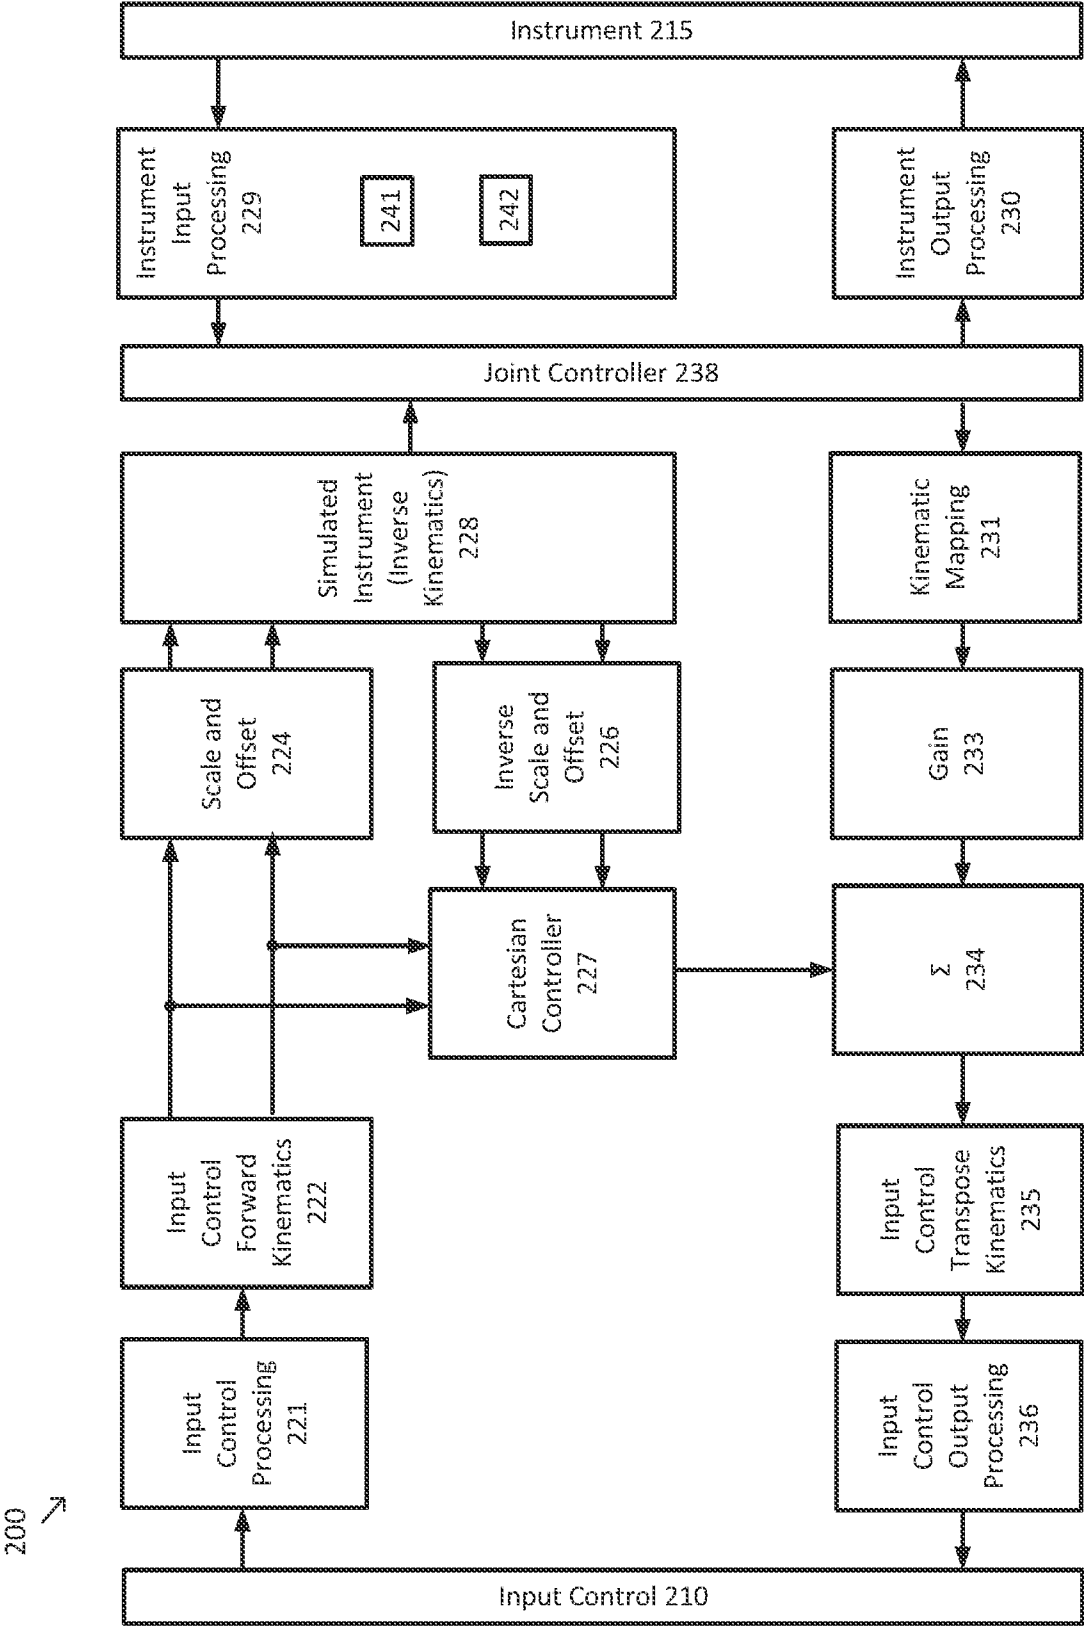 200
Input Control 210
Input
Control
Processing
221
Input
Control
Forward
Kinematics
222
Scale and
Offset
224
Simulated
Instrument
(Inverse
Kinematics)
228
Inverse
Scale and
Offset
226
Cartesian
Controller
227
Joint Controller 238
Instrument
Input
Processing
229
241
242
Instrument 215
Instrument
Output
Processing
230
Kinematic
Mapping
231
Gain
233
Σ
234
Input
Control
Transpose
Kinematics
235
Input
Control
Output
Processing
236